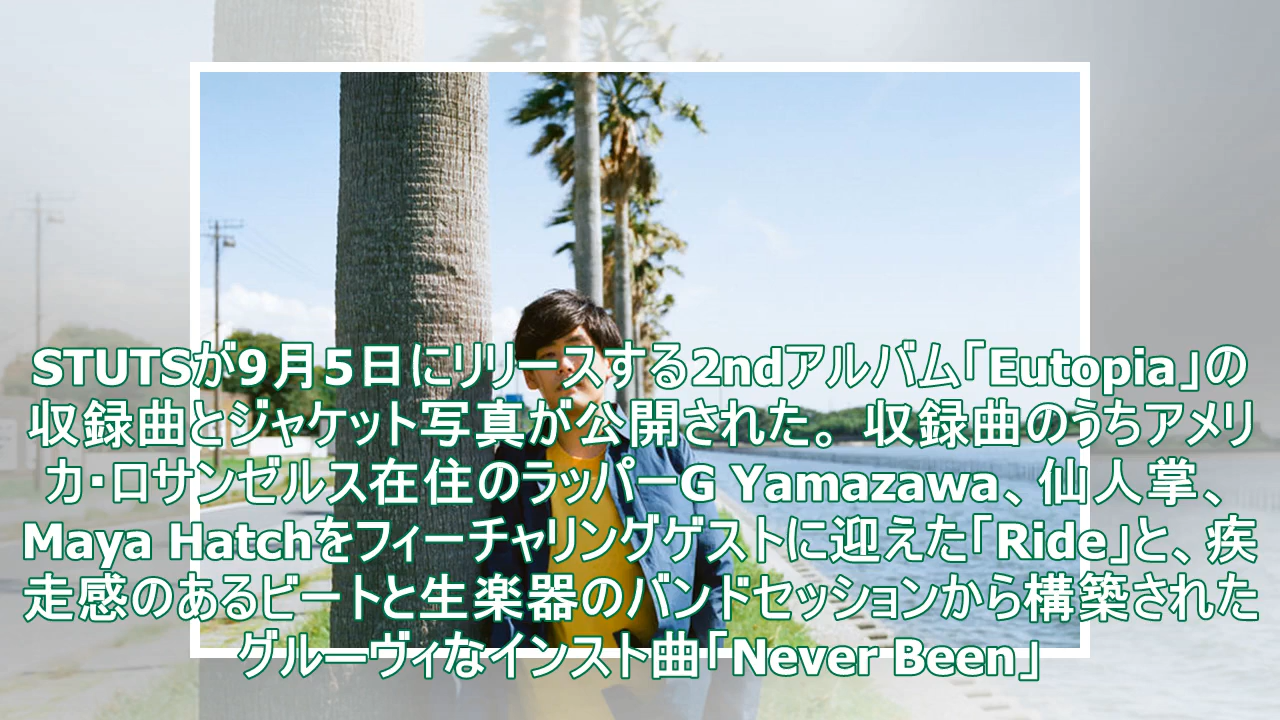 STUTSが9月5日にリリースする2ndアルバム「Eutopia」の
収録曲とジャケット写真が公開された。収録曲のうちアメリ
カ・ロサンゼルス在住のラッパーG Yamazawa、仙人掌、
Maya Hatchをフィーチャリングゲストに迎えた「Ride」と、疾
走感のあるビートと生楽器のバンドセッションから構築された
グルーヴィなインスト曲「Never Been」